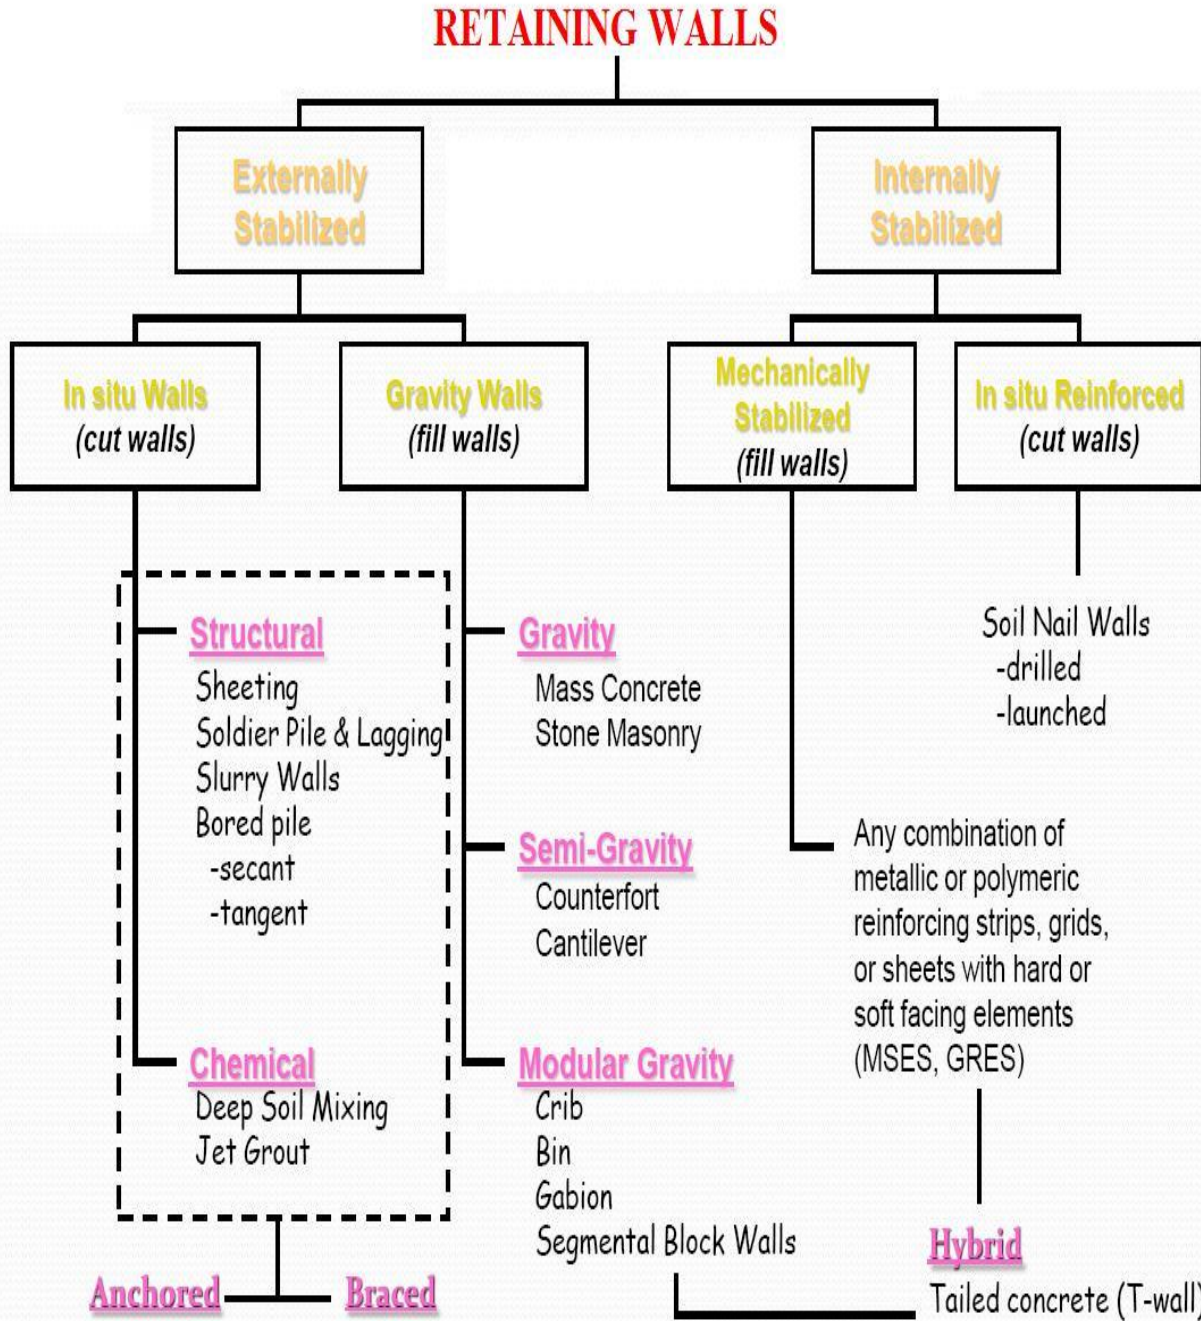 RETAINING WALLS
Externally
Stabilized
Internally
Stabilized
In situ Walls
(cut walls)
Gravity Walls
(fill walls)
Mechanically
Stabilized
(fill walls)
In situ Reinforced
(cut walls)
Structural
Sheeting
Soldier Pile & Lagging
Slurry Walls
Bored pile
-secant
-tangent
Chemical
Deep Soil Mixing
Jet Grout
Anchored
Braced
Gravity
Mass Concrete
Stone Masonry
Semi-Gravity
Counterfort
Cantilever
Modular Gravity
Crib
Bin
Gabion
Segmental Block Walls
Any combination of
metallic or polymeric
reinforcing strips, grids,
or sheets with hard or
soft facing elements
(MSES, GRES)
Soil Nail Walls
-drilled
-launched
Hybrid
Tailed concrete (T-wall)